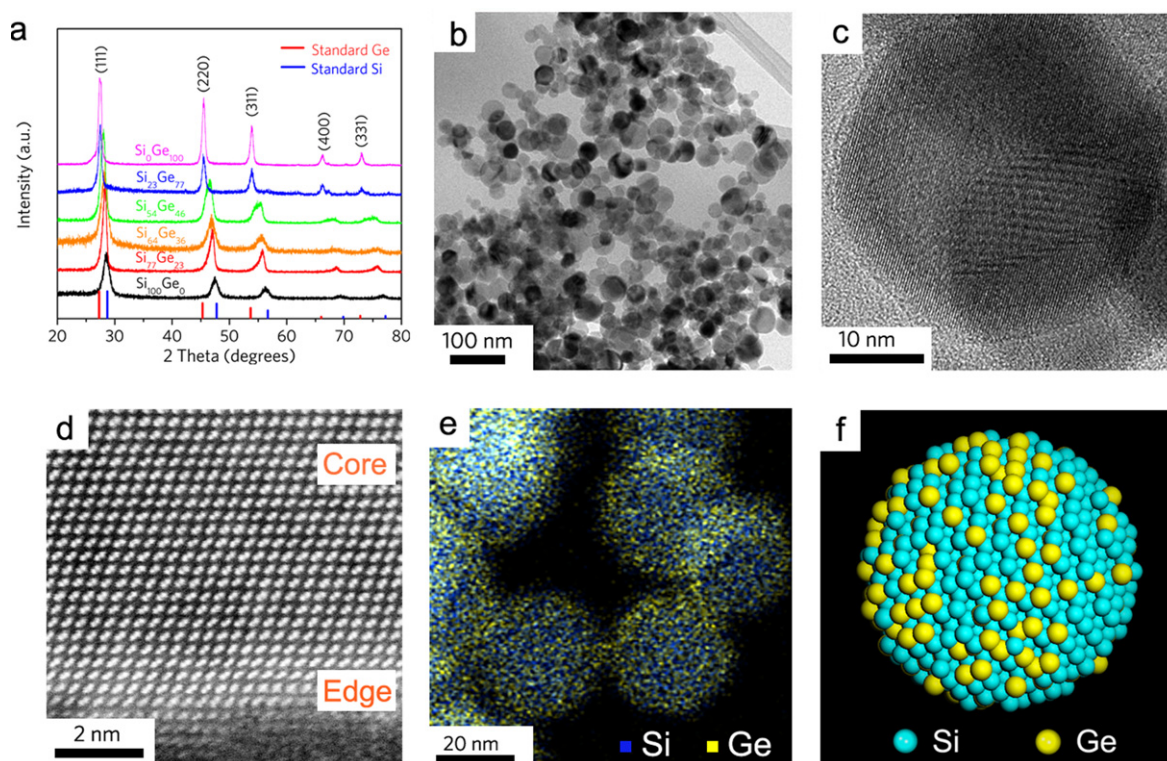 a
Standard Ge
Standard Si
(111)
(220)
(311)
(400)
(331)
Si₀Ge₁₀₀
Si₂₃Ge₇₇
Si₅₄Ge₄₆
Si₆₄Ge₃₆
Si₇₇Ge₂₃
Si₁₀₀Ge₀
Intensity (a.u.)
20 30 40 50 60 70 80
2 Theta (degrees)
b
100 nm
c
10 nm
d
Core
Edge
2 nm
e
20 nm
Si Ge
f
Si Ge